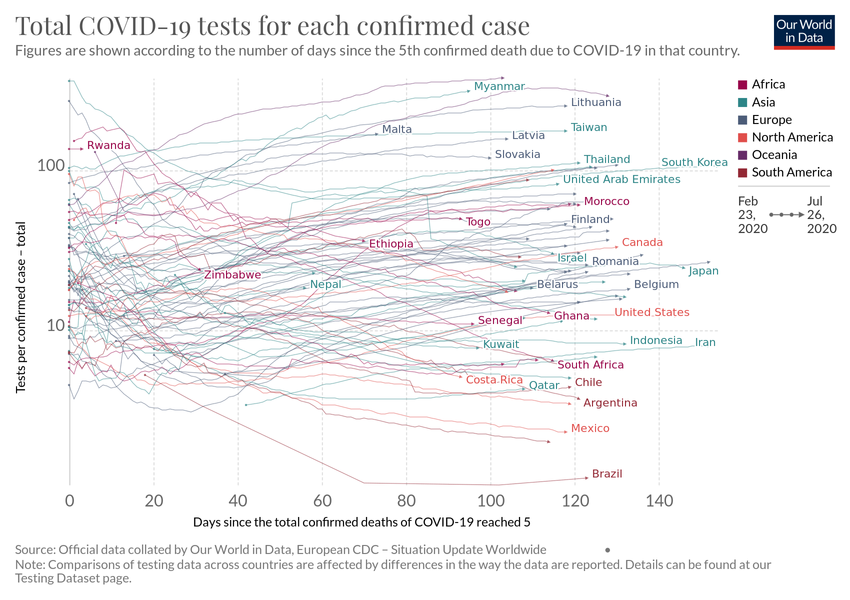 Total COVID-19 tests for each confirmed case
Our World
in Data
Figures are shown according to the number of days since the 5th confirmed death due to COVID-19 in that country.
Tests per confirmed case – total
100
10
Myanmar
Lithuania
Malta
Taiwan
Latvia
Rwanda
Slovakia
Thailand
South Korea
United Arab Emirates
Morocco
Togo
Finland
Ethiopia
Canada
Israel
Romania
Zimbabwe
Japan
Nepal
Belarus
Belgium
Ghana
United States
Senegal
Kuwait
Indonesia
Iran
South Africa
Costa Rica
Qatar
Chile
Argentina
Mexico
Brazil
Africa
Asia
Europe
North America
Oceania
South America
Feb
23,
2020
Jul
26,
2020
0 20 40 60 80 100 120 140
Days since the total confirmed deaths of COVID-19 reached 5
Source: Official data collated by Our World in Data, European CDC – Situation Update Worldwide
Note: Comparisons of testing data across countries are affected by differences in the way the data are reported. Details can be found at our
Testing Dataset page.